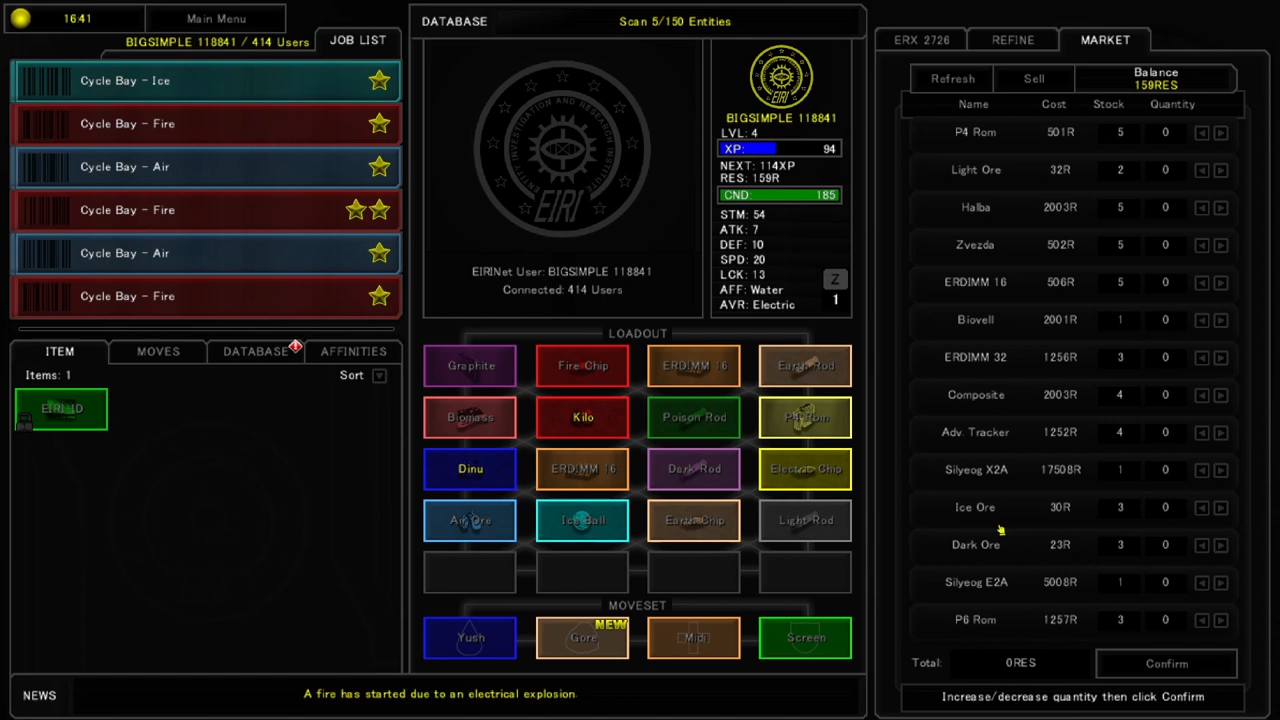 16:41
Main Menu
BIGSIMPLE 118841 / 414 Users
JOB LIST
Cycle Bay - Ice
Cycle Bay - Fire
Cycle Bay - Air
Cycle Bay - Fire
Cycle Bay - Air
Cycle Bay - Fire
ITEM
MOVES
DATABASE
AFFINITIES
Items: 1
Sort
EIRI ID
DATABASE
Scan 5/150 Entities
ENTITY INVESTIGATION AND RESEARCH INSTITUTE
EIRI
EIRINet User: BIGSIMPLE 118841
Connected: 414 Users
EIRI
BIGSIMPLE 118841
LVL: 4
XP: 94
NEXT: 114XP
RES: 159R
CND: 185
STM: 54
ATK: 7
DEF: 10
SPD: 20
LCK: 13
AFF: Water
AVR: Electric
Z
1
LOADOUT
Graphite
Fire Chip
ERDIMM 16
Earth Rod
Biomass
Kilo
Poison Rod
P4 Rom
Dinu
ERDIMM 16
Dark Rod
Electric Chip
Air Ore
Ice Ball
Earth Chip
Light Rod
MOVESET
Yush
Gore
NEW
Midi
Screen
ERX 2726
REFINE
MARKET
Refresh
Sell
Balance
159RES
Name Cost Stock Quantity
P4 Rom 501R 5 0
Light Ore 32R 2 0
Halba 2003R 5 0
Zvezda 502R 5 0
ERDIMM 16 506R 5 0
Biovell 2001R 1 0
ERDIMM 32 1256R 3 0
Composite 2003R 4 0
Adv. Tracker 1252R 4 0
Silyeog X2A 17508R 1 0
Ice Ore 30R 3 0
Dark Ore 23R 3 0
Silyeog E2A 5008R 1 0
P6 Rom 1257R 3 0
Total: 0RES
Confirm
Increase/decrease quantity then click Confirm
NEWS
A fire has started due to an electrical explosion.